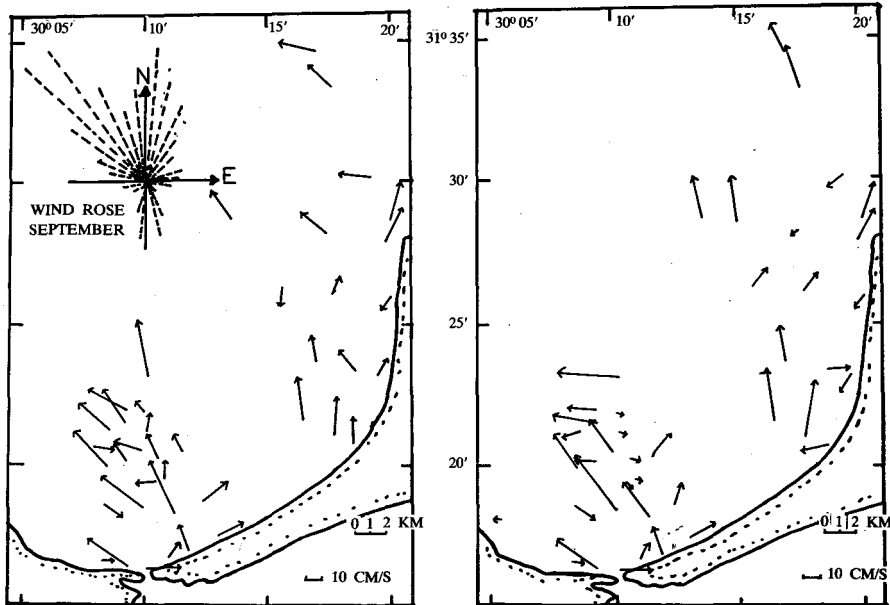 30° 05′ 10′ 15′ 20′
N
E
WIND ROSE
SEPTEMBER
0 1 2 KM
10 CM/S
10′ 15′ 20′
31° 35′
30′
25′
20′
0 1 2 KM
10 CM/S
30° 05′